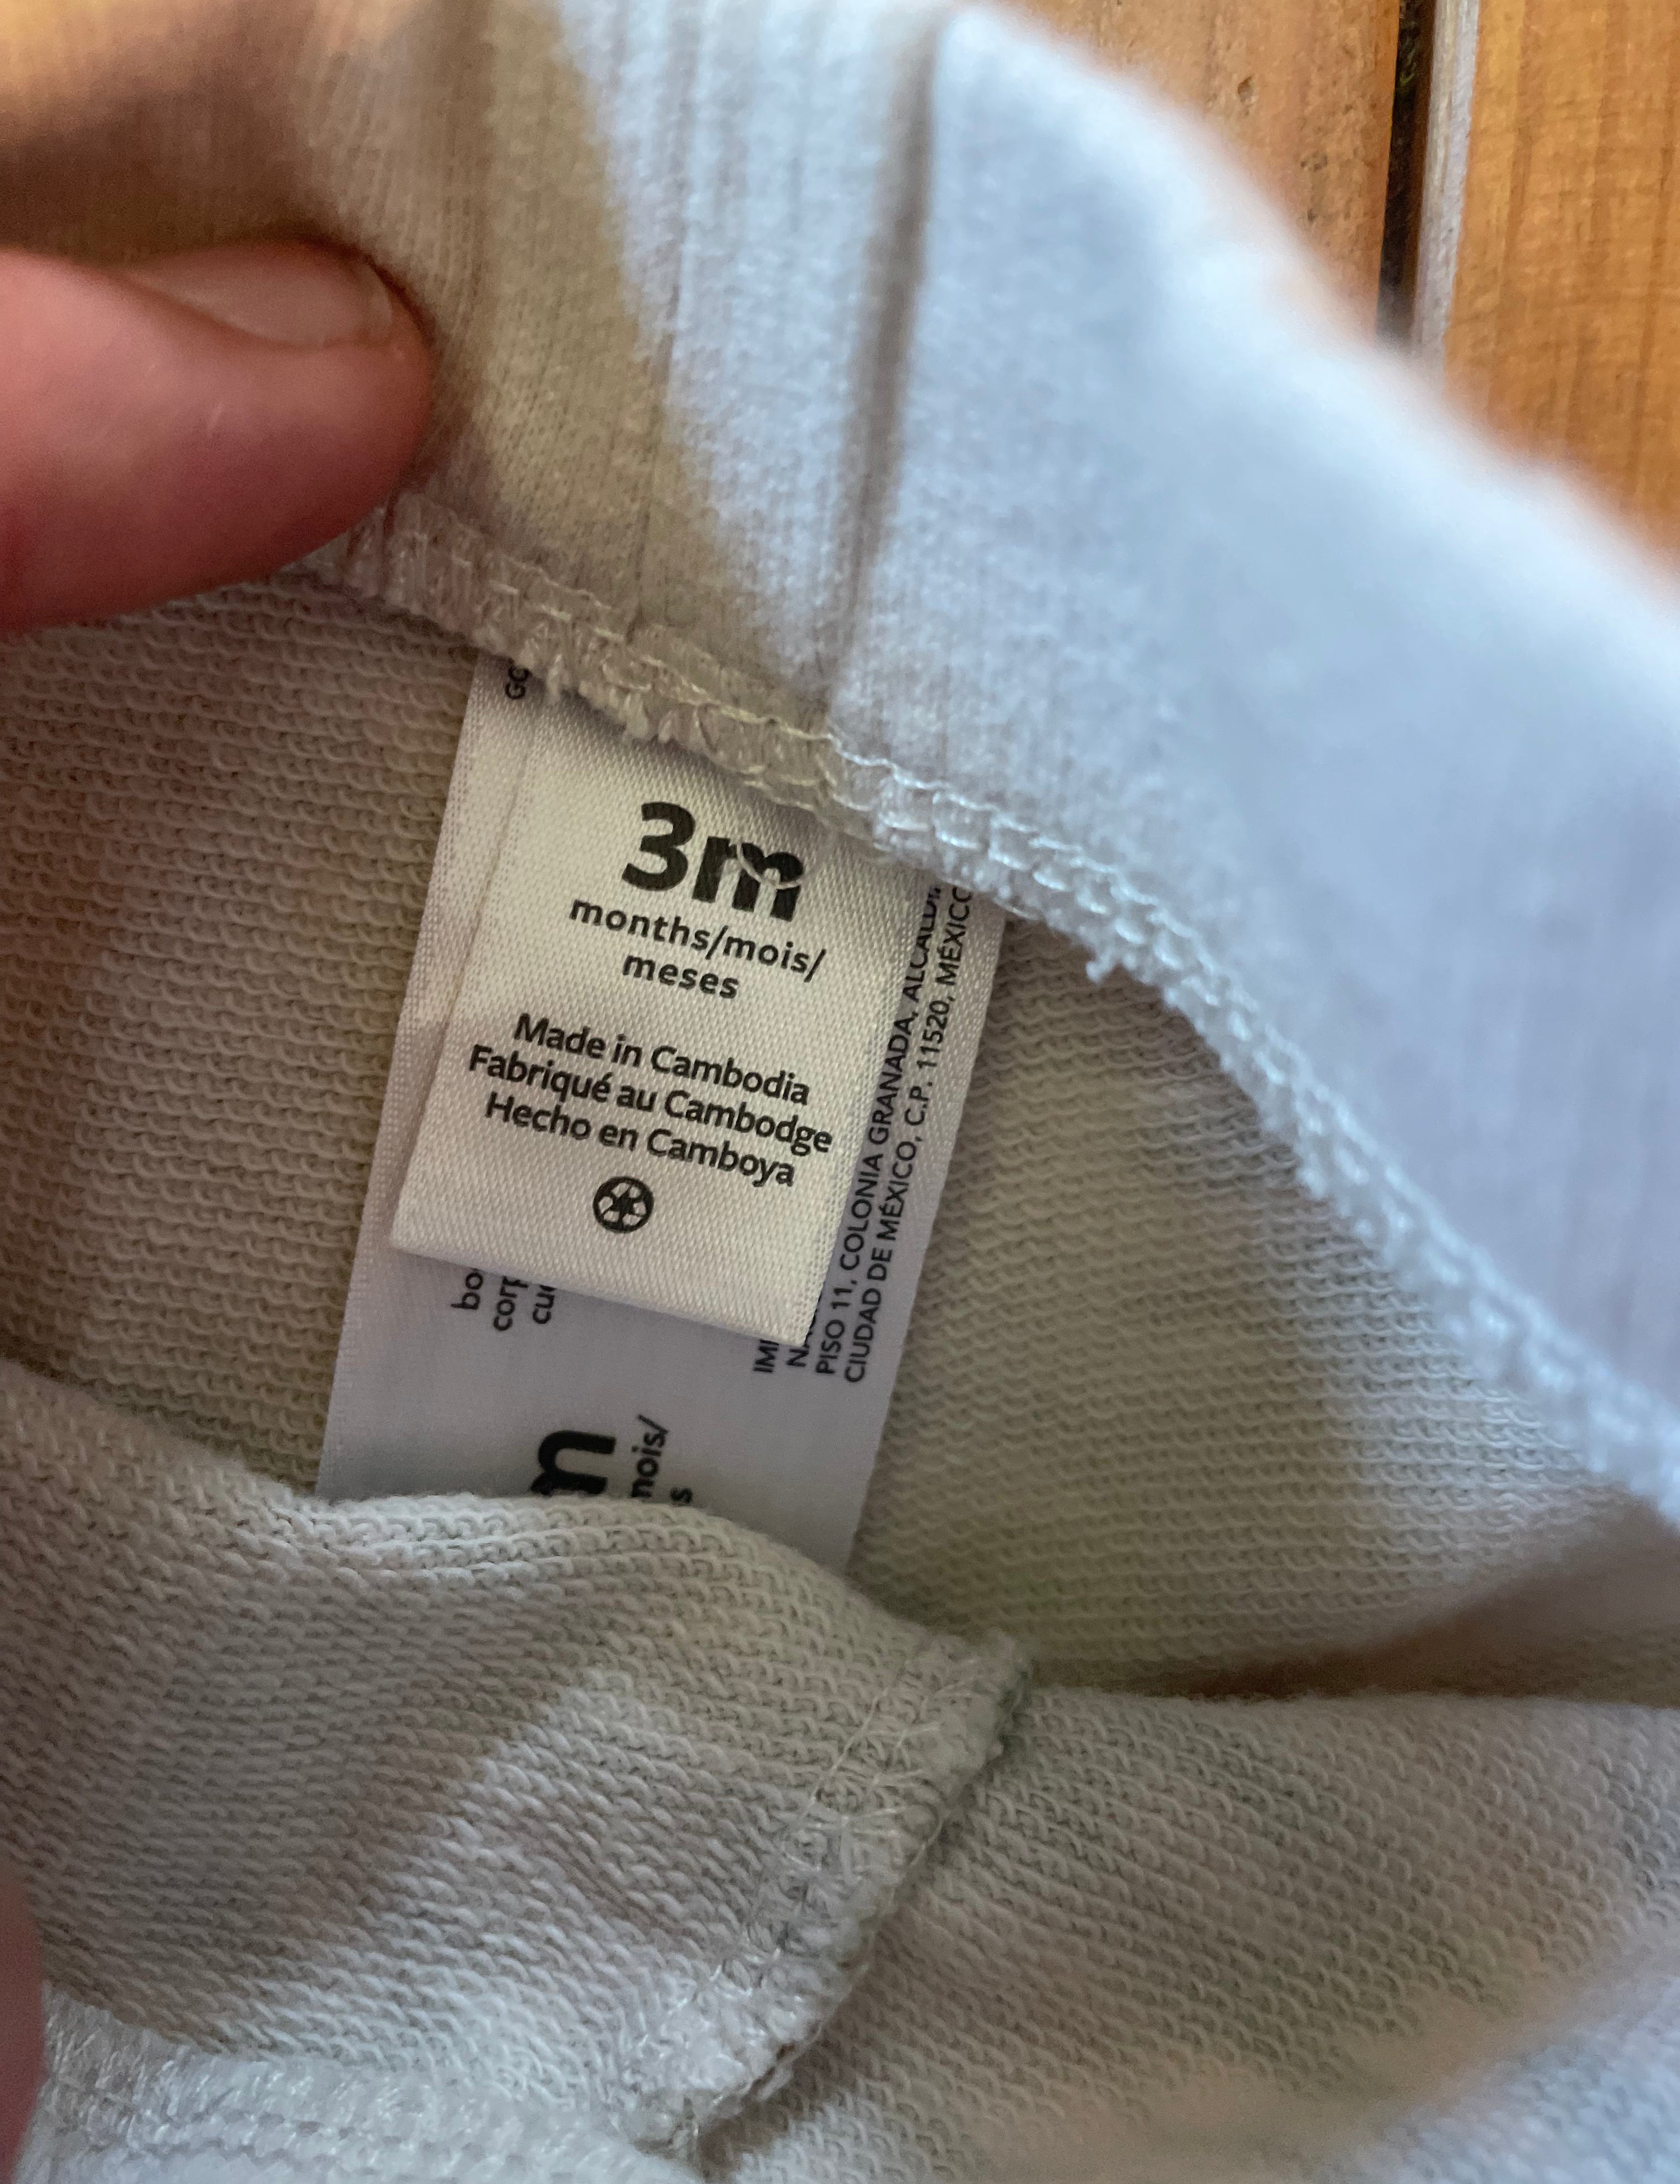 3m
months/mois/
meses
Made in Cambodia
Fabriqué au Cambodge
Hecho en Camboya
PISO 11, COLONIA GRANADA,
CIUDAD DE MÉXICO, C.P. 11520, MÉXICO